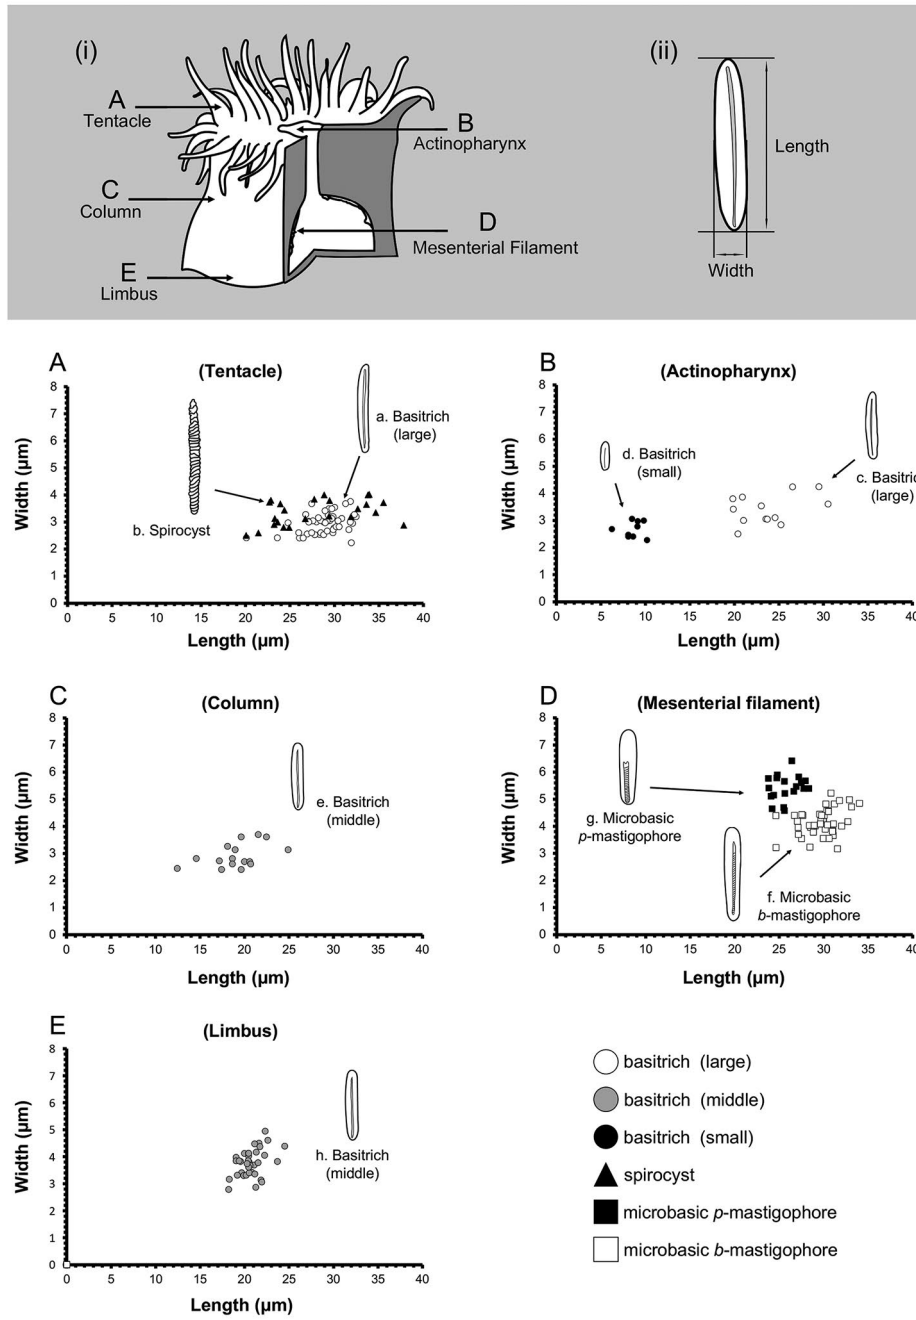 (i)
(ii)
A
Tentacle
B
Actinopharynx
C
Column
D
Mesenterial Filament
E
Limbus
Length
Width
A
(Tentacle)
8
7
6
5
4
3
2
1
0
Width (µm)
a. Basitrich
(large)
b. Spirocyst
0 5 10 15 20 25 30 35 40
Length (µm)
B
(Actinopharynx)
8
7
6
5
4
3
2
1
0
Width (µm)
d. Basitrich
(small)
c. Basitric
(large)
0 5 10 15 20 25 30 35 40
Length (µm)
C
(Column)
8
7
6
5
4
3
2
1
0
Width (µm)
e. Basitrich
(middle)
0 5 10 15 20 25 30 35 40
Length (µm)
D
(Mesenterial filament)
8
7
6
5
4
3
2
1
0
Width (µm)
g. Microbasic
p-mastigophore
f. Microbasic
b-mastigophore
0 5 10 15 20 25 30 35 40
Length (µm)
E
(Limbus)
8
7
6
5
4
3
2
1
0
Width (µm)
h. Basitrich
(middle)
0 5 10 15 20 25 30 35 40
Length (µm)
basitrich (large)
basitrich (middle)
basitrich (small)
spirocyst
microbasic p-mastigophore
microbasic b-mastigophore